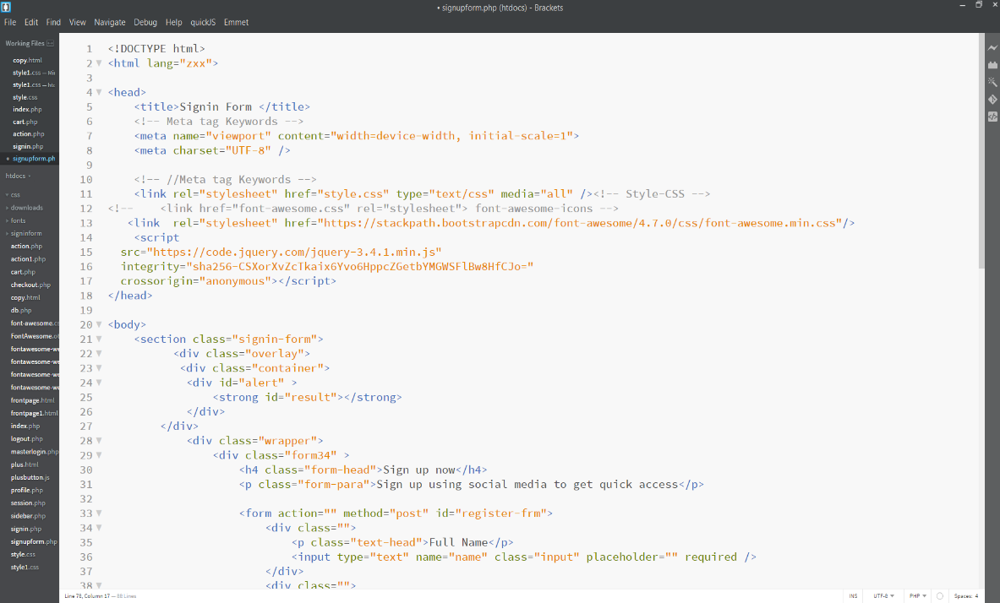 • signupform.php (htdocs) - Brackets
File Edit Find View Navigate Debug Help quickJS Emmet
Working Files
copy.html
style1.css — Mi
style1.css — htc
style.css
index.php
cart.php
action.php
signin.php
signupform.ph
htdocs
css
downloads
fonts
signinform
action.php
action1.php
cart.php
checkout.php
copy.html
db.php
font-awesome.cs
FontAwesome.ot
fontawesome-we
fontawesome-we
fontawesome-we
fontawesome-we
frontpage.html
frontpage1.html
index.php
logout.php
masterlogin.php
plus.html
plusbutton.js
profile.php
session.php
sidebar.php
signin.php
signupform.php
style.css
style1.css
1 <!DOCTYPE html>
2 <html lang="zxx">
3
4 <head>
5 <title>Signin Form </title>
6 <!-- Meta tag Keywords -->
7 <meta name="viewport" content="width=device-width, initial-scale=1">
8 <meta charset="UTF-8" />
9
10 <!-- //Meta tag Keywords -->
11 <link rel="stylesheet" href="style.css" type="text/css" media="all" /><!-- Style-CSS -->
12 <!-- <link href="font-awesome.css" rel="stylesheet"> font-awesome-icons -->
13 <link rel="stylesheet" href="https://stackpath.bootstrapcdn.com/font-awesome/4.7.0/css/font-awesome.min.css"/>
14 <script
15 src="https://code.jquery.com/jquery-3.4.1.min.js"
16 integrity="sha256-CSXorXvZcTkaix6Yvo6HppcZGetbYMGWSFlBw8HfCJo="
17 crossorigin="anonymous"></script>
18 </head>
19
20 <body>
21 <section class="signin-form">
22 <div class="overlay">
23 <div class="container">
24 <div id="alert" >
25 <strong id="result"></strong>
26 </div>
27 </div>
28 <div class="wrapper">
29 <div class="form34" >
30 <h4 class="form-head">Sign up now</h4>
31 <p class="form-para">Sign up using social media to get quick access</p>
32
33 <form action="" method="post" id="register-frm">
34 <div class="">
35 <p class="text-head">Full Name</p>
36 <input type="text" name="name" class="input" placeholder="" required />
37 </div>
38 <div class="">
Line 78, Column 17 — 88 Lines
INS UTF-8 PHP Spaces: 4